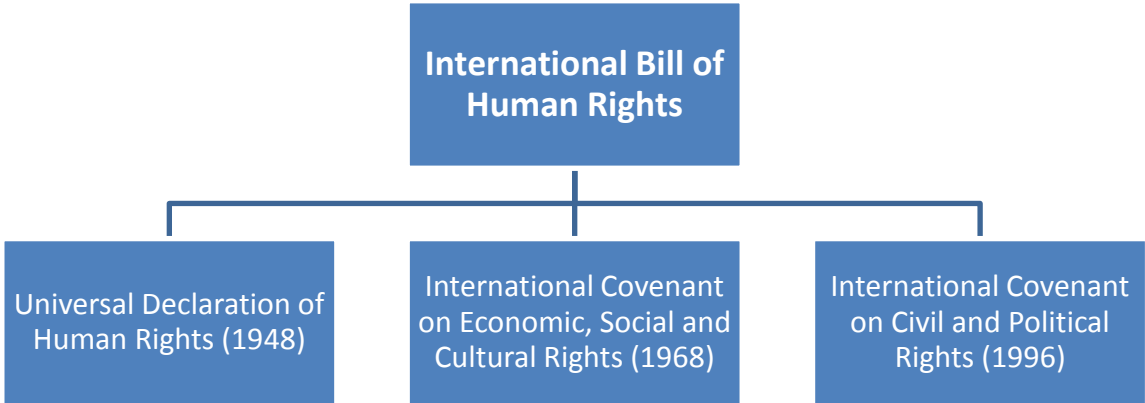 International Bill of
Human Rights
Universal Declaration of
Human Rights (1948)
International Covenant
on Economic, Social and
Cultural Rights (1968)
International Covenant
on Civil and Political
Rights (1996)